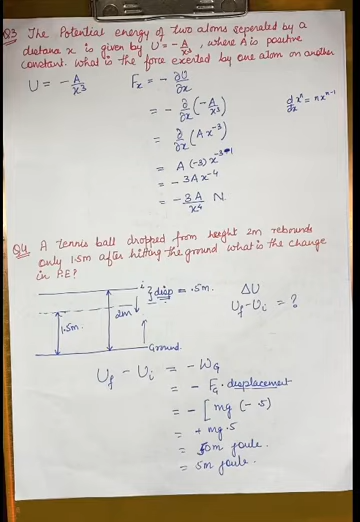 Q3 The Potential energy of two atoms seperated by a
distance x is given by U = -A/x³, where A is positive
constant. What is the force exerted by one atom on another
U = -A/x³ Fx = -∂U/∂x
= -∂/∂x (-A/x³) d/dx xⁿ = nxⁿ⁻¹
= ∂/∂x (Ax⁻³)
= A (-3) x⁻³⁻¹
= -3Ax⁻⁴
= -3A/x⁴ N
Q4 A tennis ball dropped from height 2m rebounds
only 1.5m after hitting the ground what is the change
in P.E?
i } disp = .5m. ΔU
1.5m. 2m Uf - Ui = ?
Ground.
Uf - Ui = -WG
= - FG · displacement
= - [mg (-.5)
= + mg .5
= m joule.
= 5m joule.